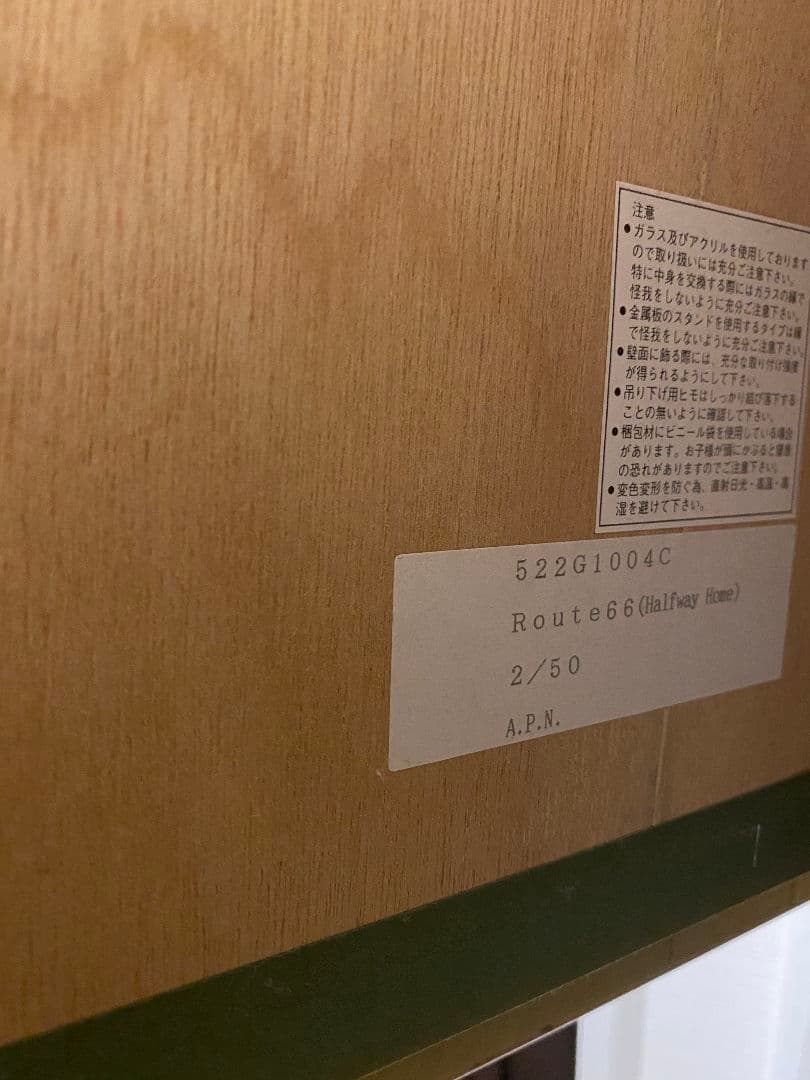 注意
●ガラス及びアクリルを使用しております
ので取り扱いには充分ご注意下さい。
特に中身を交換する際にはガラスの縁で
怪我をしないように充分ご注意下さい。
●金属板のスタンドを使用するタイプは縁
で怪我をしないように充分ご注意下さい。
●壁面に飾る際には、充分な取り付け強度
が得られるようにして下さい。
●吊り下げ用ヒモはしっかり結び落下する
ことの無いように確認して下さい。
●梱包材にビニール袋を使用している場合
があります。お子様が頭にかぶると窒息
の恐れがありますのでご注意下さい。
●変色変形を防ぐ為、直射日光・高温・高
湿を避けて下さい。
522G1004C
Route66(Halfway Home)
2/50
A.P.N.